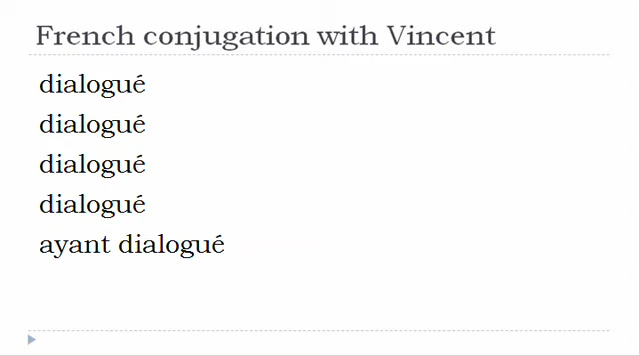 French conjugation with Vincent
dialogué
dialogué
dialogué
dialogué
ayant dialogué